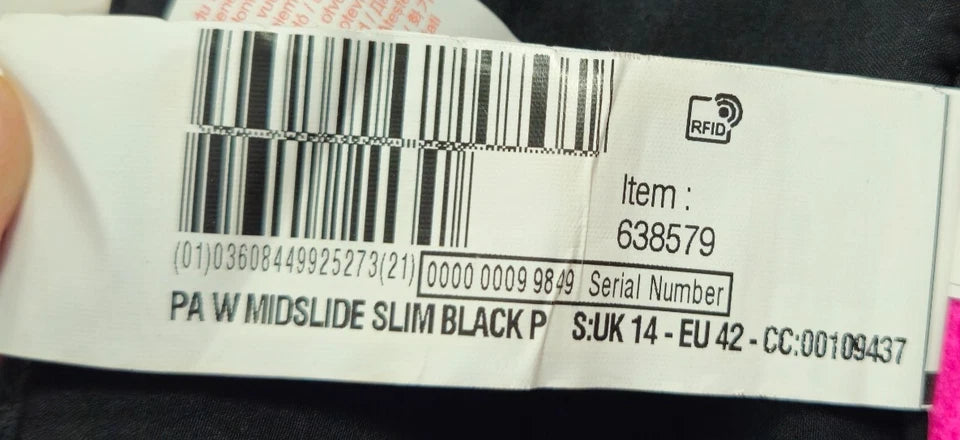 RFID
Item :
638579
(01)03608449925273(21) 0000 0009 9849 Serial Number
PA W MIDSLIDE SLIM BLACK P S:UK 14 - EU 42 - CC:00109437